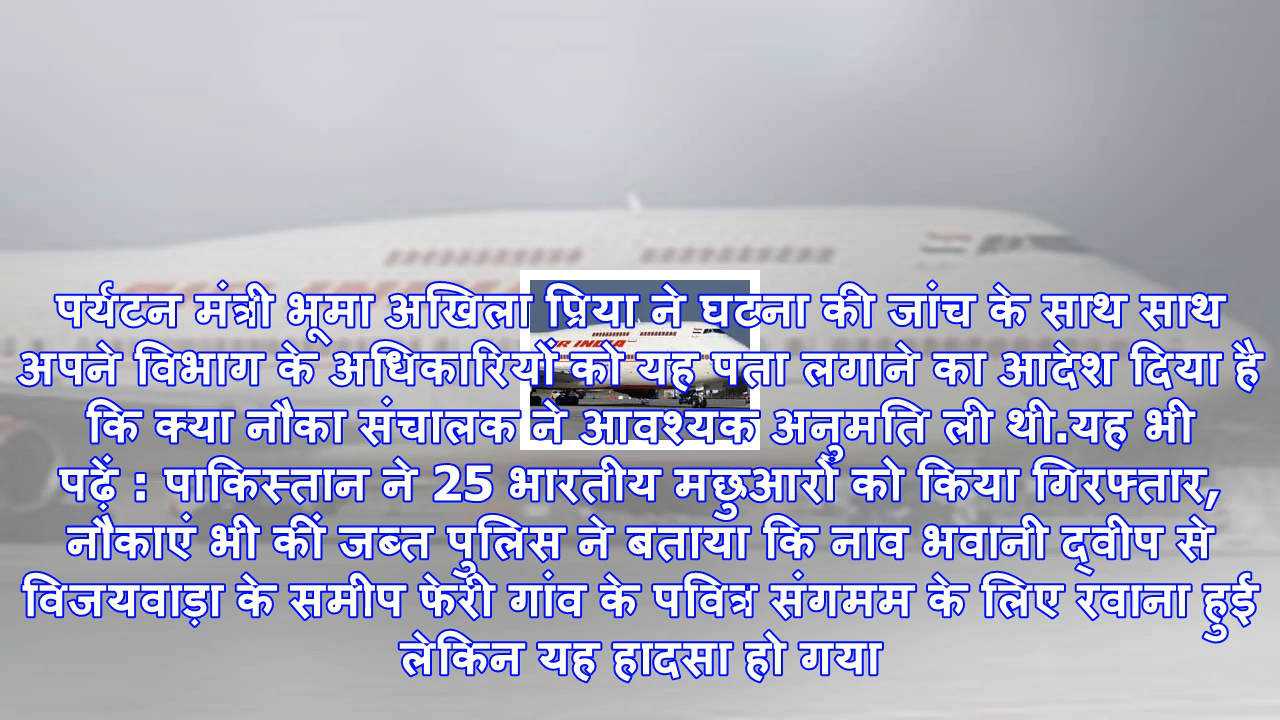 पर्यटन मंत्री भूमा अखिला प्रिया ने घटना की जांच के साथ साथ
अपने विभाग के अधिकारियों को यह पता लगाने का आदेश दिया है
कि क्या नौका संचालक ने आवश्यक अनुमति ली थी.यह भी
पढ़ें : पाकिस्तान ने 25 भारतीय मछुआरों को किया गिरफ्तार,
नौकाएं भी कीं जब्त पुलिस ने बताया कि नाव भवानी द्वीप से
विजयवाड़ा के समीप फेरी गांव के पवित्र संगमम के लिए रवाना हुई
लेकिन यह हादसा हो गया